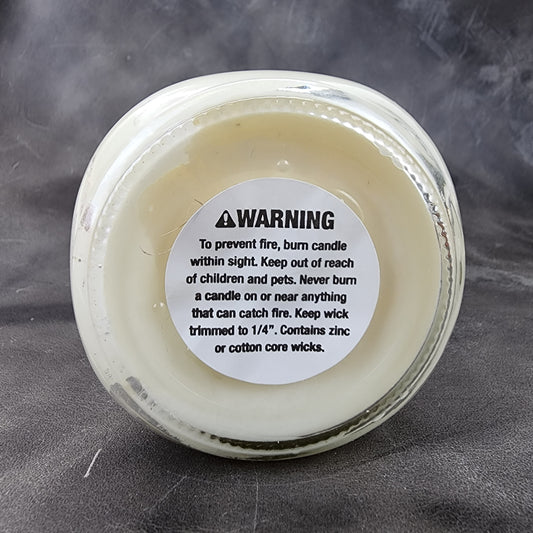 ⚠WARNING
To prevent fire, burn candle
within sight. Keep out of reach
of children and pets. Never burn
a candle on or near anything
that can catch fire. Keep wick
trimmed to 1/4”. Contains zinc
or cotton core wicks.